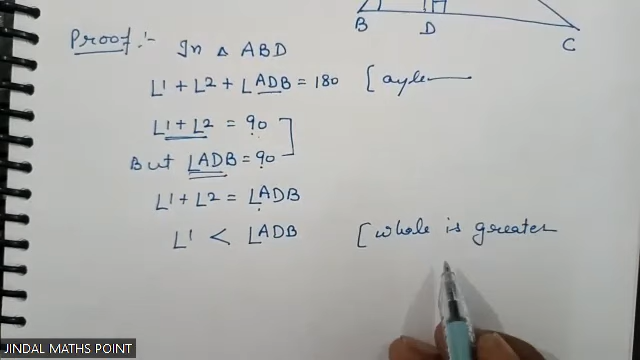 B D C
Proof :-
In △ ABD
∠1 + ∠2 + ∠ADB = 180
∠1 + ∠2 = 90
But ∠ADB = 90
∠1 + ∠2 = ∠ADB
∠1 < ∠ADB [ whole is greater
JINDAL MATHS POINT